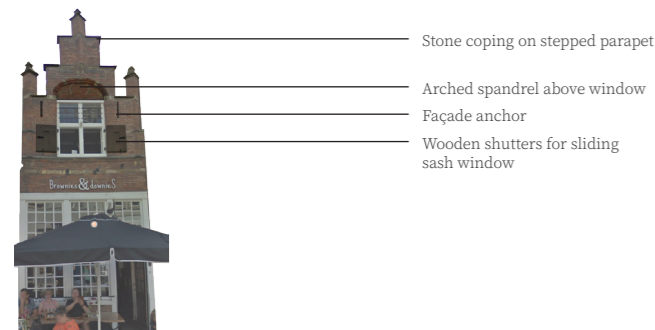 Stone coping on stepped parapet
Arched spandrel above window
Façade anchor
Wooden shutters for sliding
sash window
Brownies&downieS